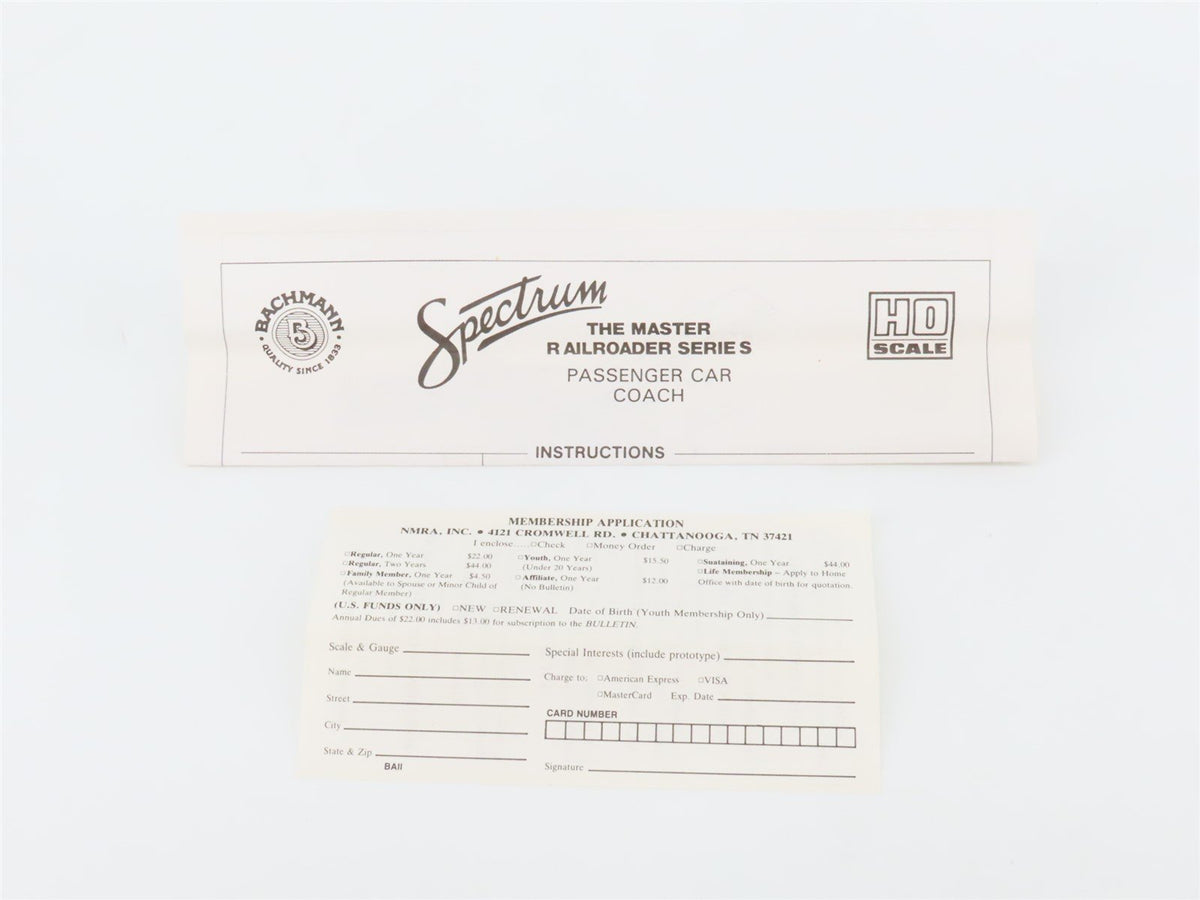 BACHMANN
B
• QUALITY SINCE 1833 •
Spectrum
THE MASTER
RAILROADER SERIES
PASSENGER CAR
COACH
HO
SCALE
INSTRUCTIONS
MEMBERSHIP APPLICATION
NMRA, INC. • 4121 CROMWELL RD. • CHATTANOOGA, TN 37421
I enclose.....□Check □Money Order □Charge
□Regular, One Year $22.00
□Regular, Two Years $44.00
□Family Member, One Year $4.50
(Available to Spouse or Minor Child of
Regular Member)
□Youth, One Year $15.50
(Under 20 Years)
□Affiliate, One Year $12.00
(No Bulletin)
□Sustaining, One Year $44.00
□Life Membership – Apply to Home
Office with date of birth for quotation.
(U.S. FUNDS ONLY) □NEW □RENEWAL Date of Birth (Youth Membership Only)
Annual Dues of $22.00 includes $13.00 for subscription to the BULLETIN.
Scale & Gauge
Name
Street
City
State & Zip
BAII
Special Interests (include prototype)
Charge to: □American Express □VISA
□MasterCard Exp. Date
CARD NUMBER
Signature